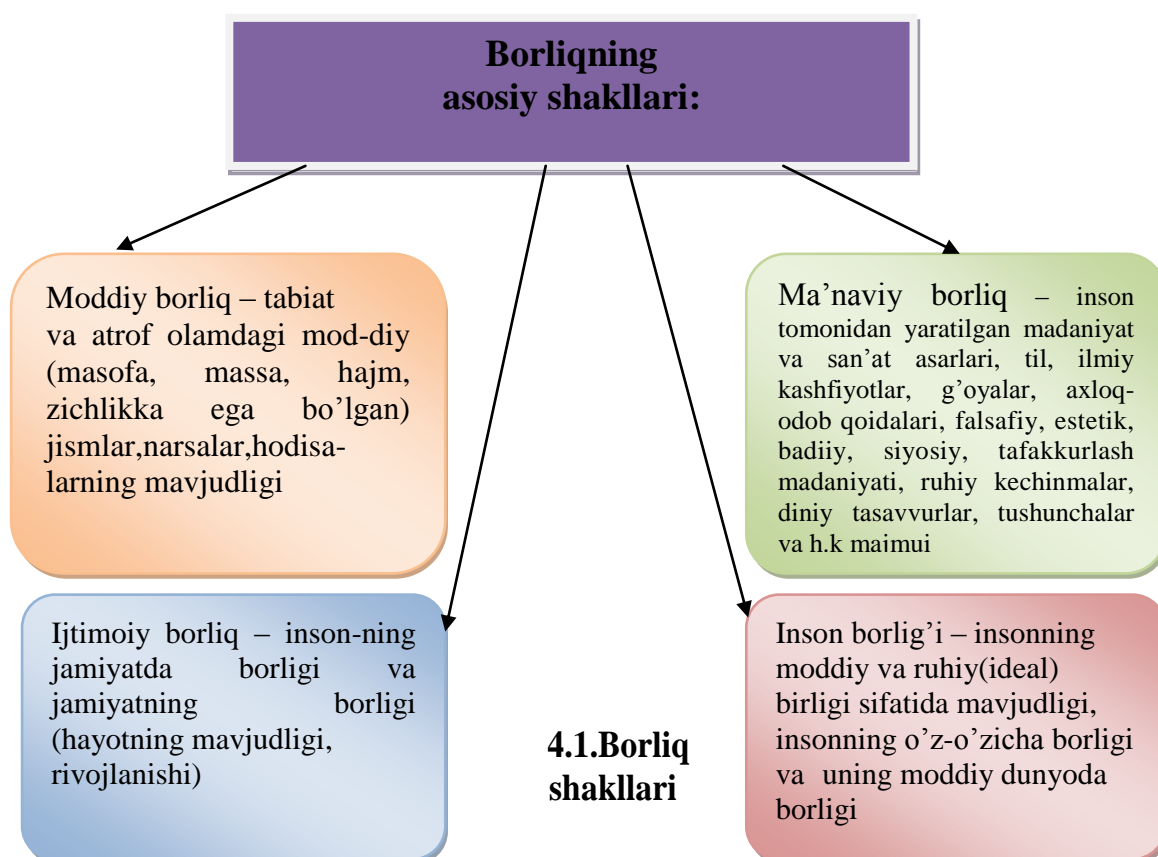 Borliqning
asosiy shakllari:
Moddiy borliq – tabiat
va atrof olamdagi mod-diy
(masofa, massa, hajm,
zichlikka ega bo’lgan)
jismlar,narsalar,hodisa-
larning mavjudligi
Ma’naviy borliq – inson
tomonidan yaratilgan madaniyat
va san’at asarlari, til, ilmiy
kashfiyotlar, g’oyalar, axloq-
odob qoidalari, falsafiy, estetik,
badiiy, siyosiy, tafakkurlash
madaniyati, ruhiy kechinmalar,
diniy tasavvurlar, tushunchalar
va h.k majmui
Ijtimoiy borliq – inson-ning
jamiyatda borligi va
jamiyatning borligi
(hayotning mavjudligi,
rivojlanishi)
Inson borlig’i – insonning
moddiy va ruhiy(ideal)
birligi sifatida mavjudligi,
insonning o’z-o’zicha borligi
va uning moddiy dunyoda
borligi
4.1.Borliq
shakllari